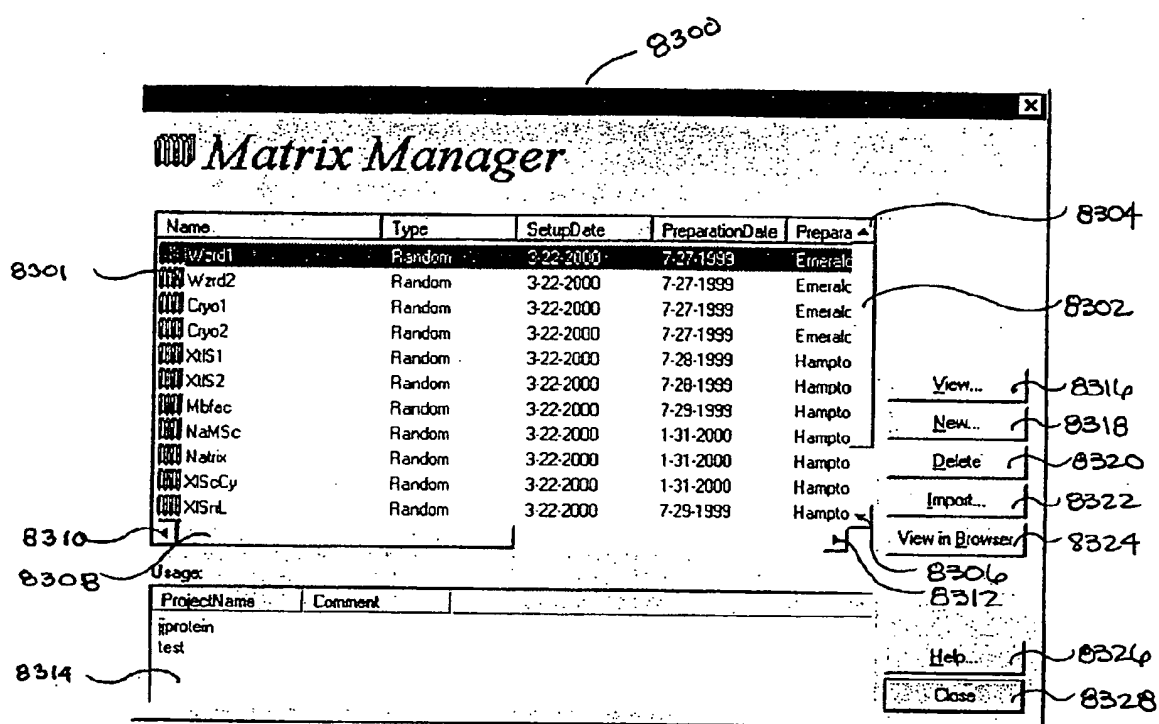 8300
Matrix Manager
Name Type SetupDate PreparationDate Prepara
8304
8301
Wzrd1 Random 3-22-2000 7-27-1999 Emeralc
Wzrd2 Random 3-22-2000 7-27-1999 Emeralc
Cryo1 Random 3-22-2000 7-27-1999 Emeralc
8302
Cryo2 Random 3-22-2000 7-27-1999 Emeralc
XtlS1 Random 3-22-2000 7-28-1999 Hampto
XtlS2 Random 3-22-2000 7-28-1999 Hampto
View... 8316
Mbfac Random 3-22-2000 7-29-1999 Hampto
New... 8318
NaMSc Random 3-22-2000 1-31-2000 Hampto
Natrix Random 3-22-2000 1-31-2000 Hampto
Delete 8320
XlScCy Random 3-22-2000 1-31-2000 Hampto
Import... 8322
XlSnL Random 3-22-2000 7-29-1999 Hampto
8310
View in Browser 8324
8308
8306
8312
Usage:
ProjectName Comment
jjprotein
test
8314
Help... 8326
Close 8328